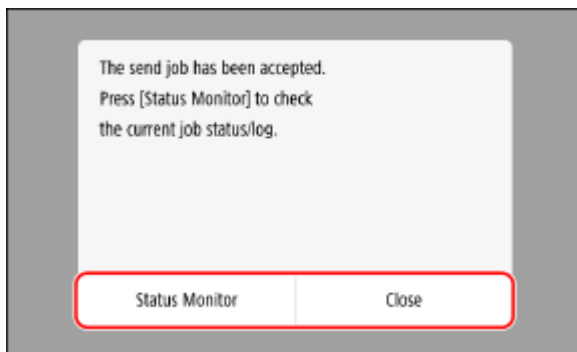 The send job has been accepted.
Press [Status Monitor] to check
the current job status/log.
Status Monitor
Close